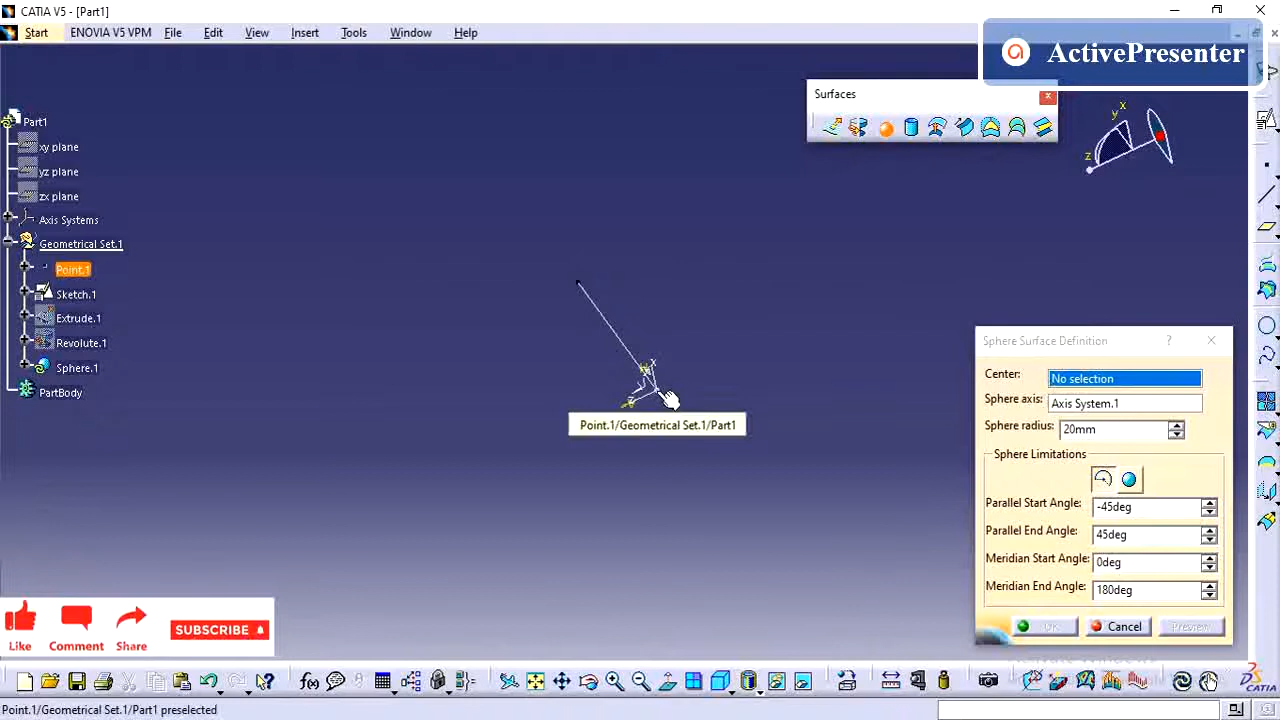 CATIA V5 - [Part1]
Start ENOVIA V5 VPM File Edit View Insert Tools Window Help
ActivePresenter
Surfaces
Part1
xy plane
yz plane
zx plane
Axis Systems
Geometrical Set.1
Point.1
Sketch.1
Extrude.1
Revolute.1
Sphere.1
PartBody
x
y
z
x
Point.1/Geometrical Set.1/Part1
Sphere Surface Definition ?
Center: No selection
Sphere axis: Axis System.1
Sphere radius: 20mm
Sphere Limitations
Parallel Start Angle: -45deg
Parallel End Angle: 45deg
Meridian Start Angle: 0deg
Meridian End Angle: 180deg
OK Cancel Preview
Like Comment Share SUBSCRIBE
f(x)
CATIA
Point.1/Geometrical Set.1/Part1 preselected